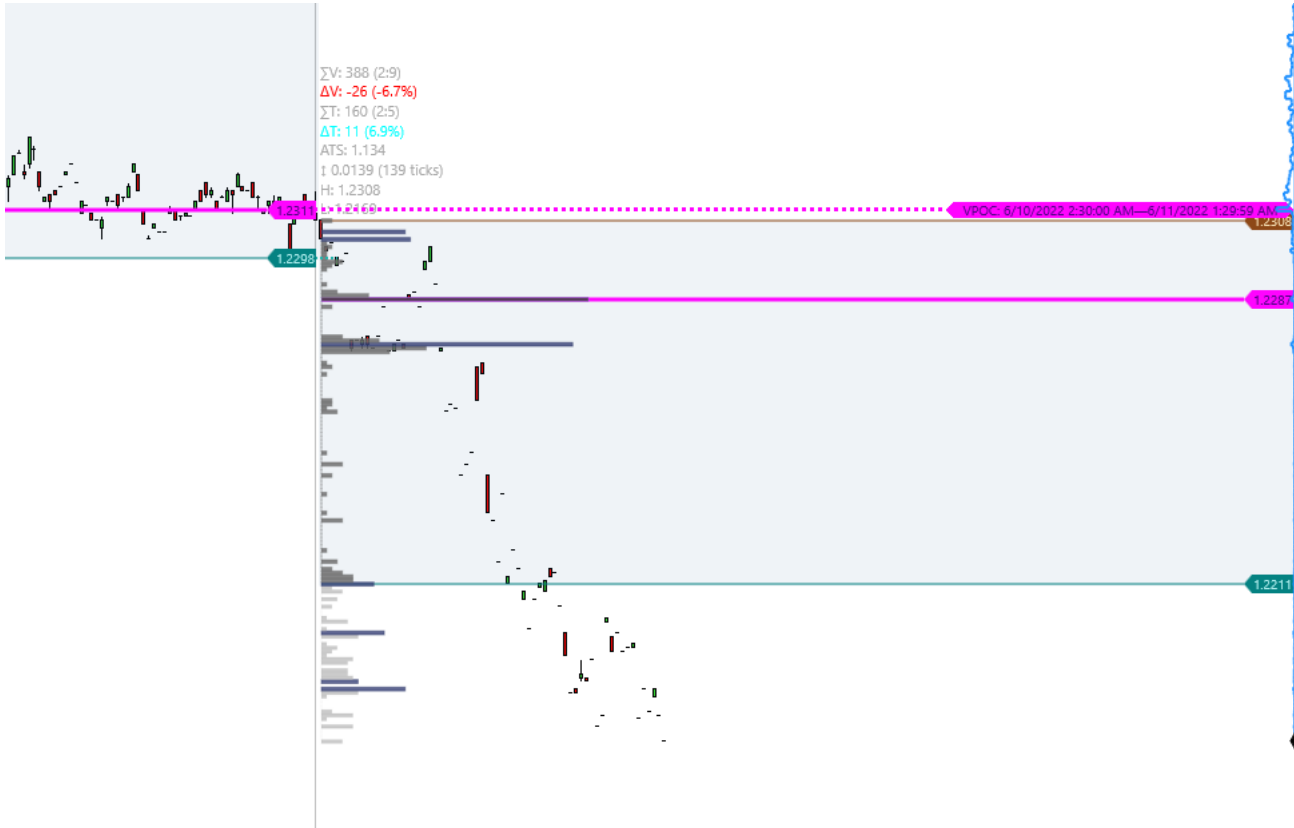 ∑V: 388 (2:9)
ΔV: -26 (-6.7%)
∑T: 160 (2:5)
ΔT: 11 (6.9%)
ATS: 1.134
↕ 0.0139 (139 ticks)
H: 1.2308
L: 1.2169
1.2311
VPOC: 6/10/2022 2:30:00 AM—6/11/2022 1:29:59 AM
1.2308
1.2298
1.2287
1.2211